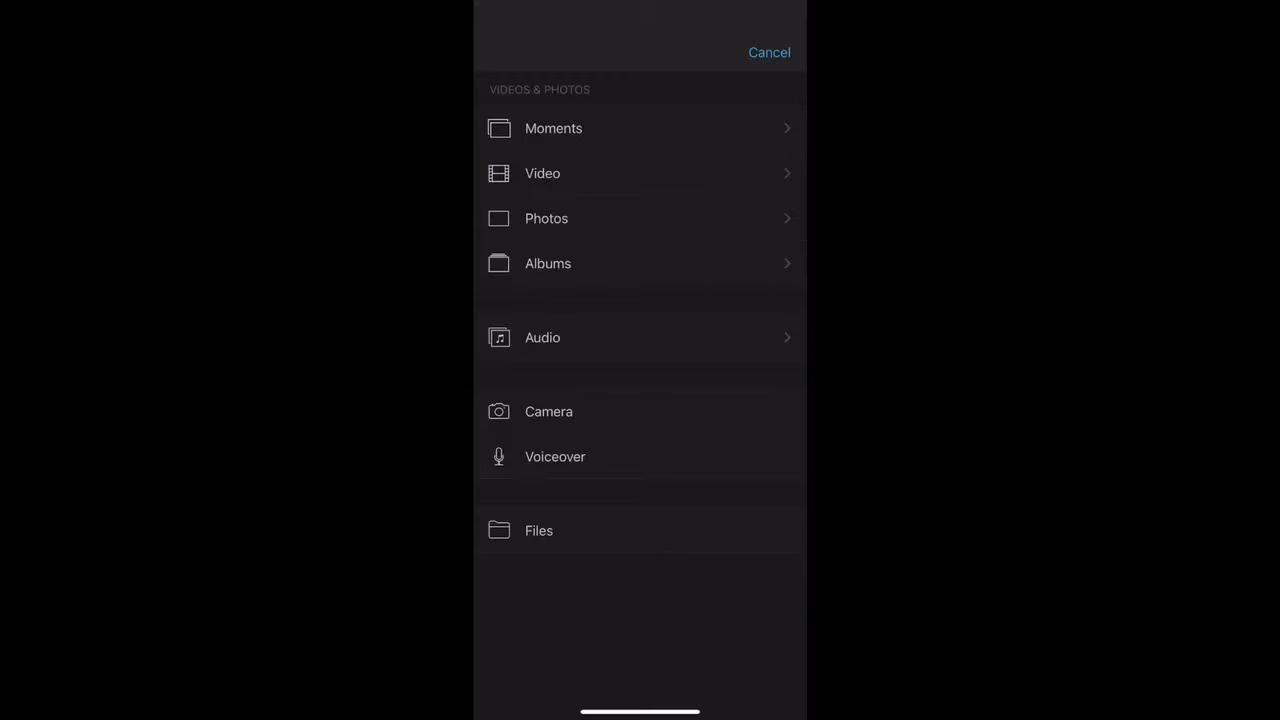 Cancel
VIDEOS & PHOTOS
Moments
Video
Photos
Albums
Audio
Camera
Voiceover
Files